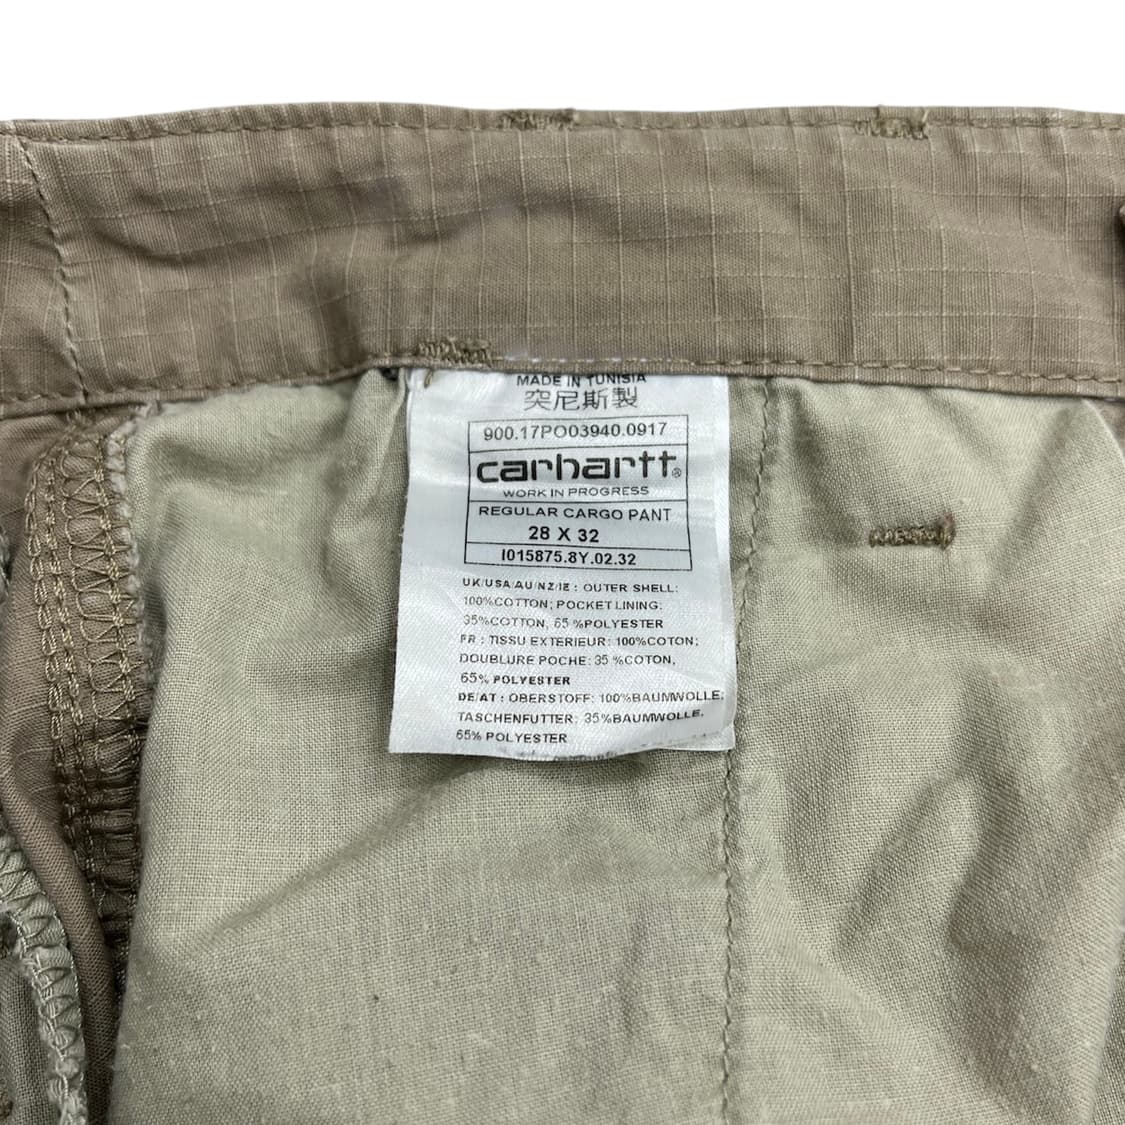 MADE IN TUNISIA
突尼斯製
900.17PO03940.0917
carhartt®
WORK IN PROGRESS
REGULAR CARGO PANT
28 X 32
I015875.8Y.02.32
UK/USA/AU/NZ/IE : OUTER SHELL:
100%COTTON; POCKET LINING:
35%COTTON, 65 %POLYESTER
FR : TISSU EXTERIEUR: 100%COTON;
DOUBLURE POCHE: 35 %COTON,
65% POLYESTER
DE/AT : OBERSTOFF: 100%BAUMWOLLE;
TASCHENFUTTER; 35%BAUMWOLLE,
65% POLYESTER